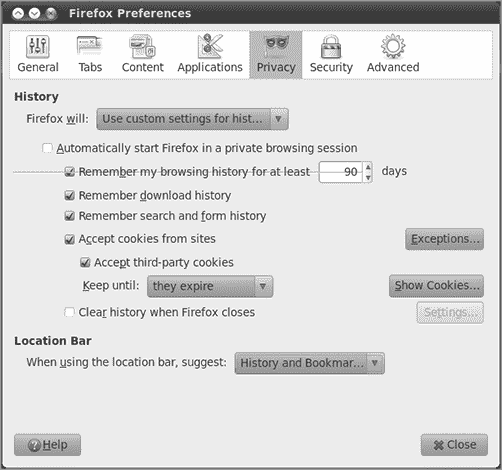 Firefox Preferences
General Tabs Content Applications Privacy Security Advanced
History
Firefox will: Use custom settings for hist...
Automatically start Firefox in a private browsing session
Remember my browsing history for at least 90 days
Remember download history
Remember search and form history
Accept cookies from sites Exceptions...
Accept third-party cookies
Keep until: they expire Show Cookies...
Clear history when Firefox closes Settings...
Location Bar
When using the location bar, suggest: History and Bookmar...
Help Close